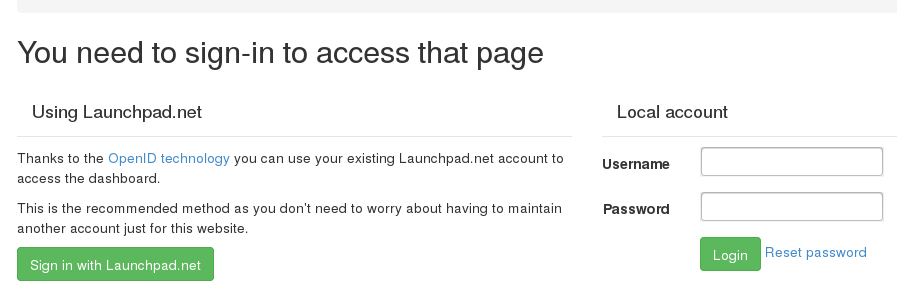 You need to sign-in to access that page
Using Launchpad.net
Thanks to the OpenID technology you can use your existing Launchpad.net account to
access the dashboard.
This is the recommended method as you don't need to worry about having to maintain
another account just for this website.
Sign in with Launchpad.net
Local account
Username
Password
Login Reset password